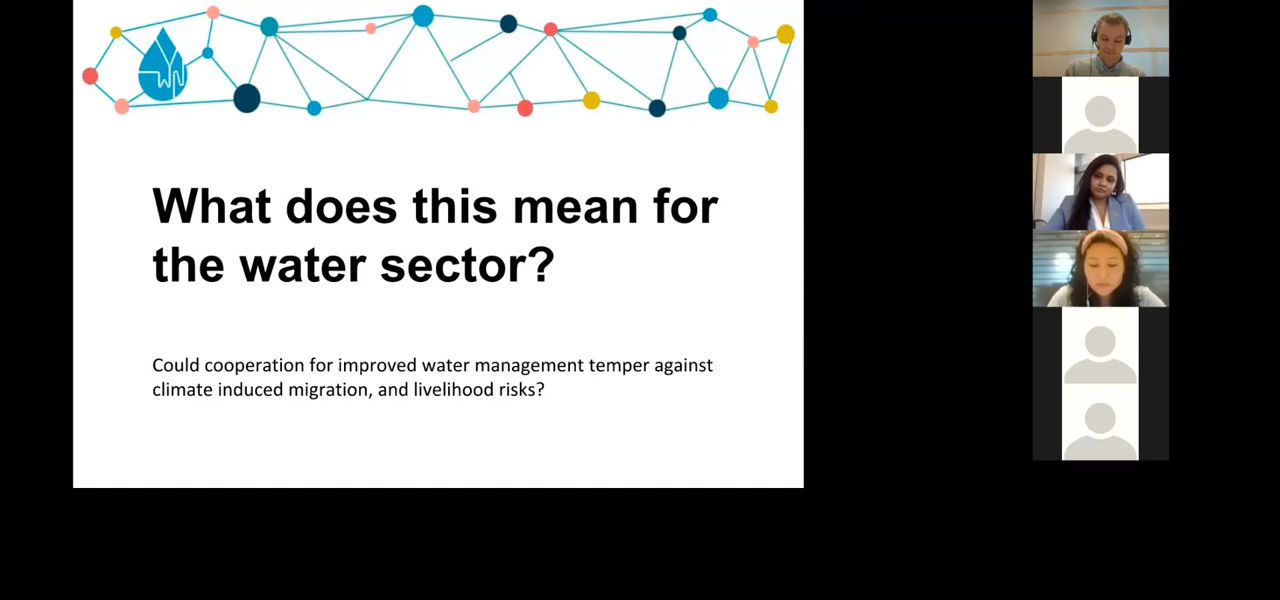 What does this mean for
the water sector?
Could cooperation for improved water management temper against
climate induced migration, and livelihood risks?